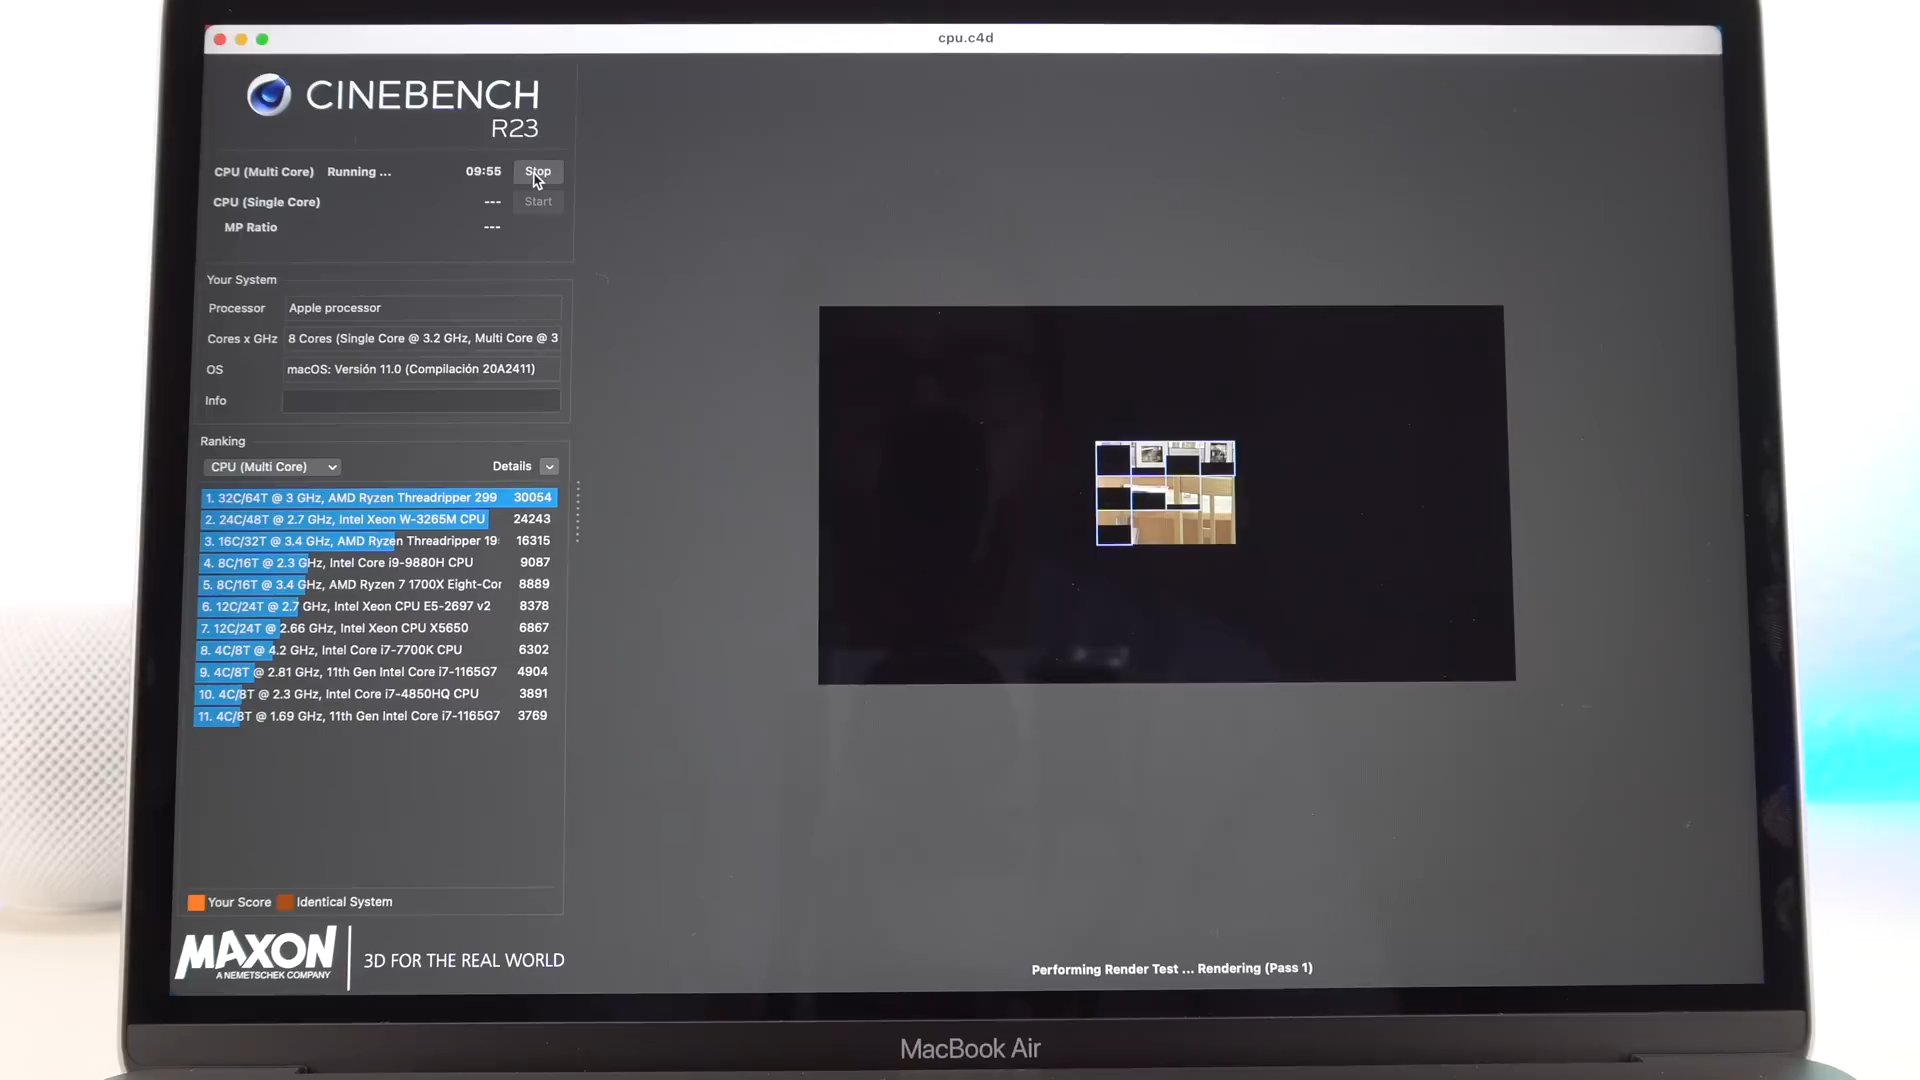 cpu.c4d
CINEBENCH
R23
CPU (Multi Core) Running ... 09:55 Stop
CPU (Single Core) --- Start
MP Ratio ---
Your System
Processor Apple processor
Cores x GHz 8 Cores (Single Core @ 3.2 GHz, Multi Core @ 3
OS macOS: Versión 11.0 (Compilación 20A2411)
Info
Ranking
CPU (Multi Core) Details
1. 32C/64T @ 3 GHz, AMD Ryzen Threadripper 299 30054
2. 24C/48T @ 2.7 GHz, Intel Xeon W-3265M CPU 24243
3. 16C/32T @ 3.4 GHz, AMD Ryzen Threadripper 19 16315
4. 8C/16T @ 2.3 GHz, Intel Core i9-9880H CPU 9087
5. 8C/16T @ 3.4 GHz, AMD Ryzen 7 1700X Eight-Cor 8889
6. 12C/24T @ 2.7 GHz, Intel Xeon CPU E5-2697 v2 8378
7. 12C/24T @ 2.66 GHz, Intel Xeon CPU X5650 6867
8. 4C/8T @ 4.2 GHz, Intel Core i7-7700K CPU 6302
9. 4C/8T @ 2.81 GHz, 11th Gen Intel Core i7-1165G7 4904
10. 4C/8T @ 2.3 GHz, Intel Core i7-4850HQ CPU 3891
11. 4C/8T @ 1.69 GHz, 11th Gen Intel Core i7-1165G7 3769
Your Score Identical System
MAXON
A NEMETSCHEK COMPANY
3D FOR THE REAL WORLD
Performing Render Test ... Rendering (Pass 1)
MacBook Air